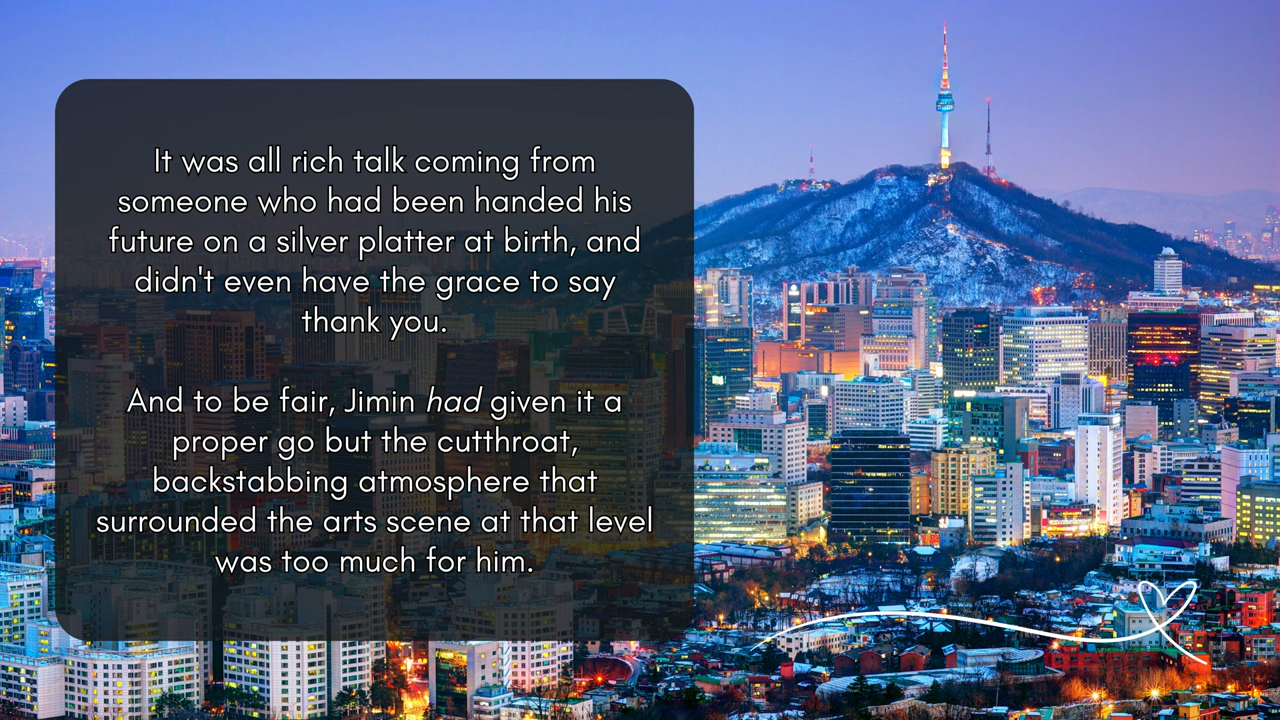 It was all rich talk coming from
someone who had been handed his
future on a silver platter at birth, and
didn't even have the grace to say
thank you.
And to be fair, Jimin had given it a
proper go but the cutthroat,
backstabbing atmosphere that
surrounded the arts scene at that level
was too much for him.